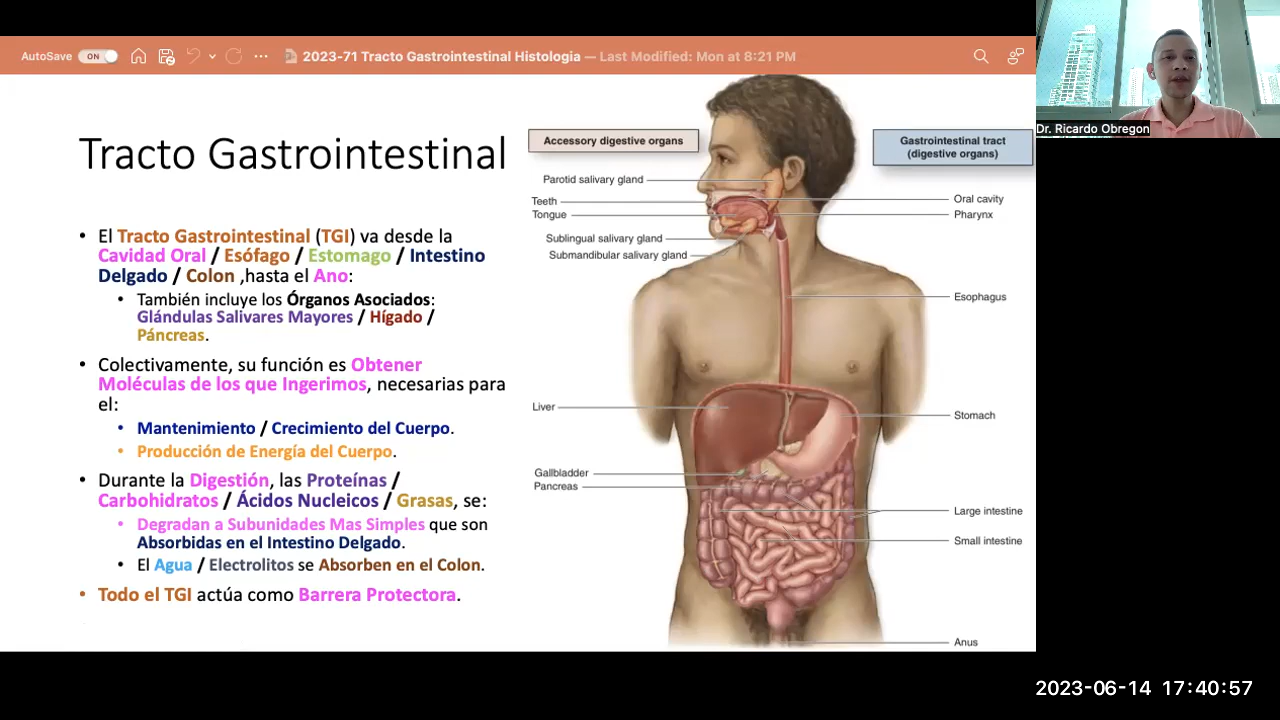 AutoSave ON 2023-71 Tracto Gastrointestinal Histologia — Last Modified: Mon at 8:21 PM
Dr. Ricardo Obregon
Tracto Gastrointestinal
• El Tracto Gastrointestinal (TGI) va desde la
Cavidad Oral / Esófago / Estomago / Intestino
Delgado / Colon ,hasta el Ano:
• También incluye los Órganos Asociados:
Glándulas Salivares Mayores / Hígado /
Páncreas.
• Colectivamente, su función es Obtener
Moléculas de los que Ingerimos, necesarias para
el:
• Mantenimiento / Crecimiento del Cuerpo.
• Producción de Energía del Cuerpo.
• Durante la Digestión, las Proteínas /
Carbohidratos / Ácidos Nucleicos / Grasas, se:
• Degradan a Subunidades Mas Simples que son
Absorbidas en el Intestino Delgado.
• El Agua / Electrolitos se Absorben en el Colon.
• Todo el TGI actúa como Barrera Protectora.
Accessory digestive organs
Parotid salivary gland
Teeth
Tongue
Sublingual salivary gland
Submandibular salivary gland
Liver
Gallbladder
Pancreas
Gastrointestinal tract
(digestive organs)
Oral cavity
Pharynx
Esophagus
Stomach
Large intestine
Small intestine
Anus
2023-06-14 17:40:57